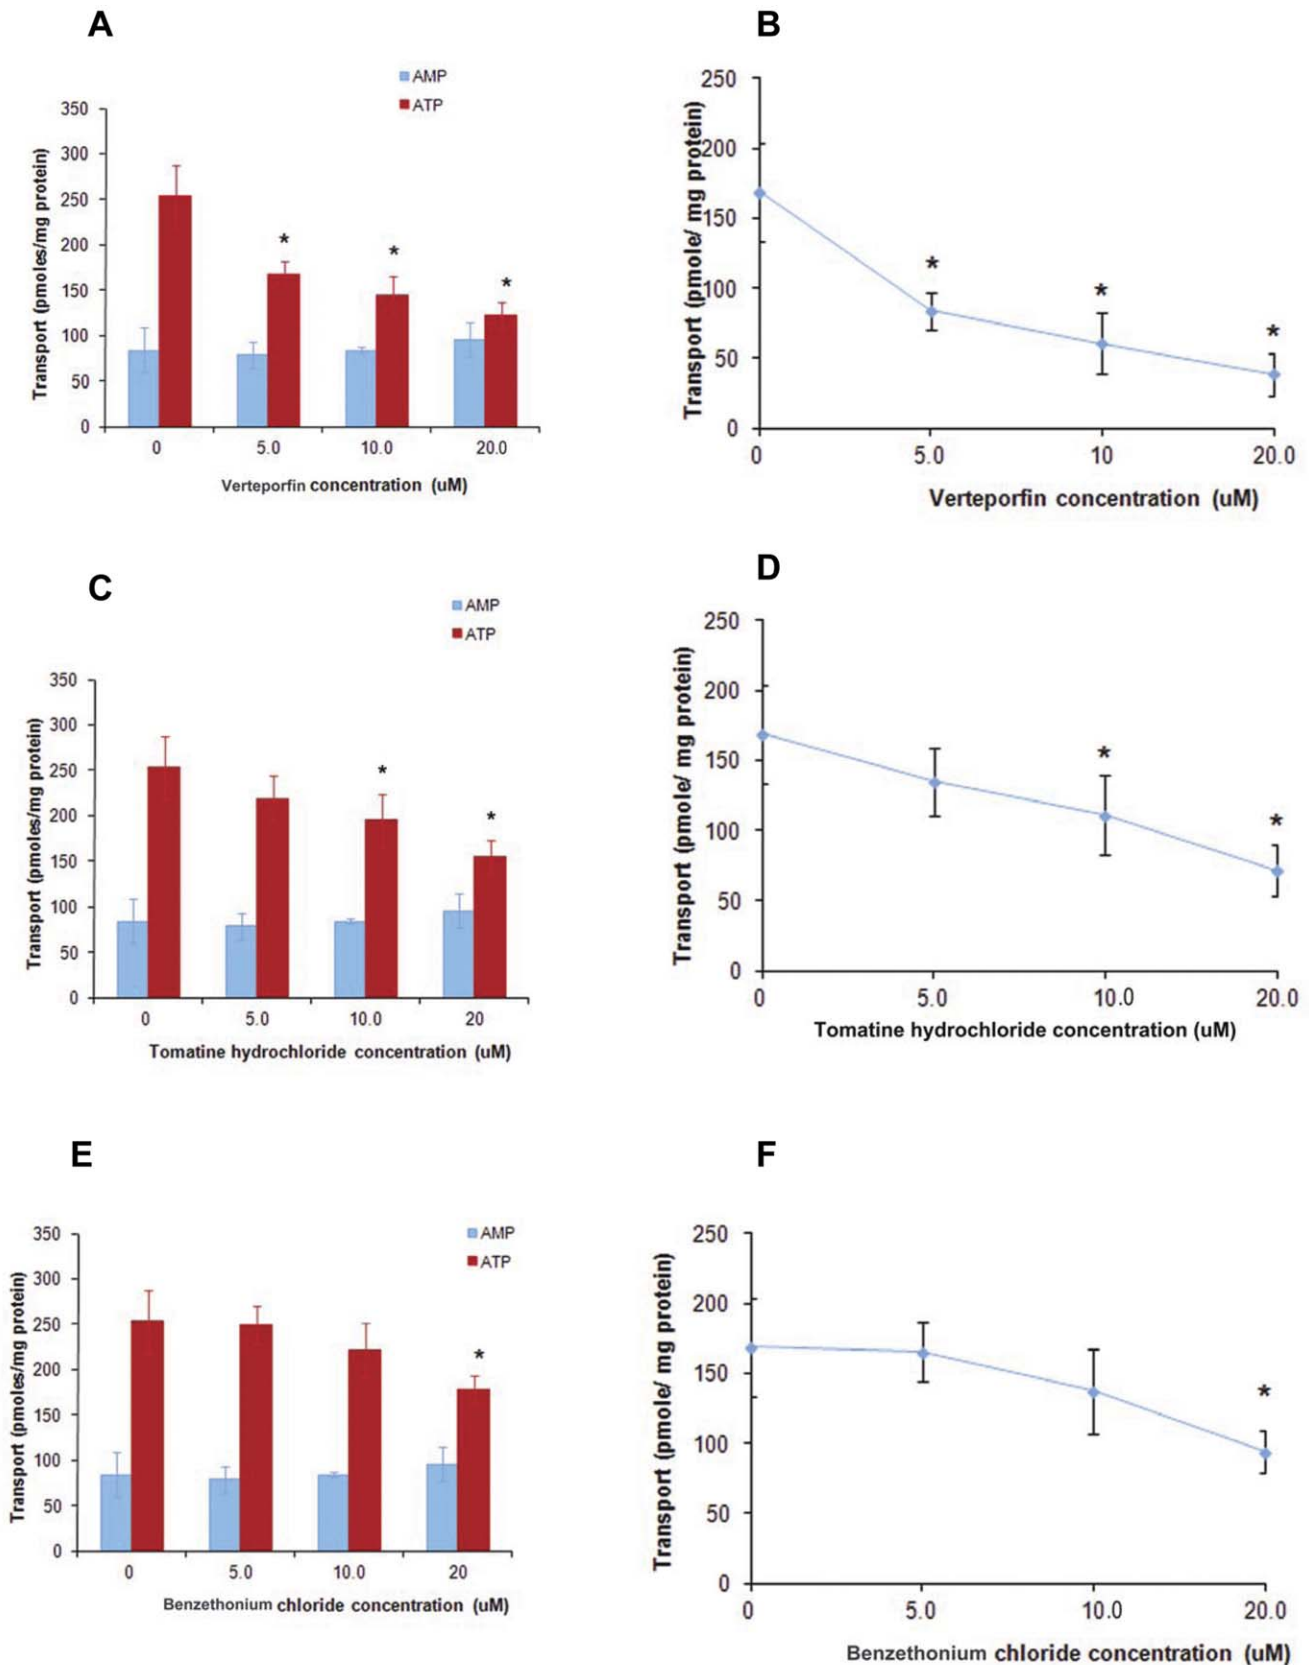 A
AMP
ATP
350
300
250
200
150
100
50
0
Transport (pmoles/mg protein)
*
*
*
0 5.0 10.0 20.0
Verteporfin concentration (uM)
B
250
200
150
100
50
0
Transport (pmole/ mg protein)
*
*
*
0 5.0 10 20.0
Verteporfin concentration (uM)
C
AMP
ATP
350
300
250
200
150
100
50
0
Transport (pmoles/mg protein)
*
*
0 5.0 10.0 20
Tomatine hydrochloride concentration (uM)
D
250
200
150
100
50
0
Transport (pmole/ mg protein)
*
*
0 5.0 10.0 20.0
Tomatine hydrochloride concentration (uM)
E
AMP
ATP
350
300
250
200
150
100
50
0
Transport (pmoles/mg protein)
*
0 5.0 10.0 20
Benzethonium chloride concentration (uM)
F
250
200
150
100
50
0
Transport (pmole/ mg protein)
*
0 5.0 10.0 20.0
Benzethonium chloride concentration (uM)